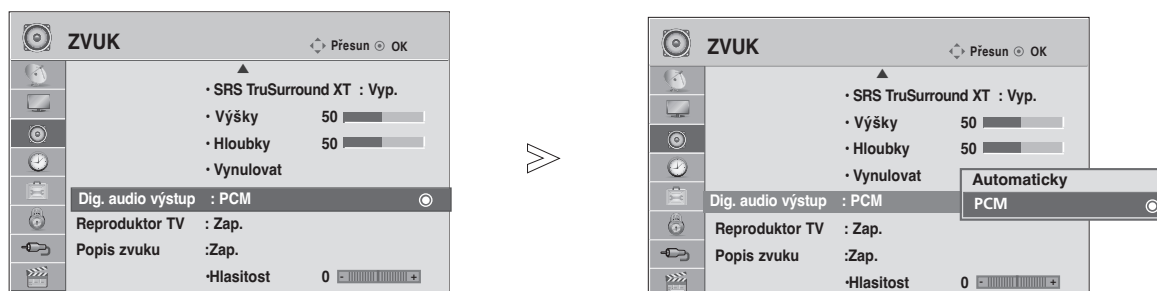 ZVUK Přesun OK
• SRS TruSurround XT : Vyp.
• Výšky 50
• Hloubky 50
• Vynulovat
Dig. audio výstup : PCM
Reproduktor TV : Zap.
Popis zvuku :Zap.
•Hlasitost 0 - +
ZVUK Přesun OK
• SRS TruSurround XT : Vyp.
• Výšky 50
• Hloubky 50
• Vynulovat
Dig. audio výstup : PCM
Automaticky
PCM
Reproduktor TV : Zap.
Popis zvuku :Zap.
•Hlasitost 0 - +